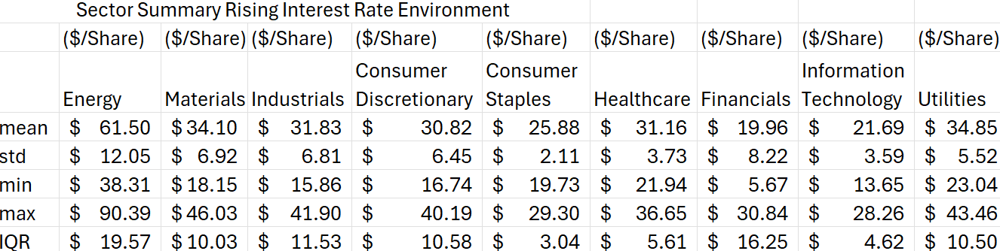 Sector Summary Rising Interest Rate Environment
($/Share) ($/Share) ($/Share) ($/Share) ($/Share) ($/Share) ($/Share) ($/Share) ($/Share)
Energy Materials Industrials Consumer Discretionary Consumer Staples Healthcare Financials Information Technology Utilities
mean $ 61.50 $ 34.10 $ 31.83 $ 30.82 $ 25.88 $ 31.16 $ 19.96 $ 21.69 $ 34.85
std $ 12.05 $ 6.92 $ 6.81 $ 6.45 $ 2.11 $ 3.73 $ 8.22 $ 3.59 $ 5.52
min $ 38.31 $ 18.15 $ 15.86 $ 16.74 $ 19.73 $ 21.94 $ 5.67 $ 13.65 $ 23.04
max $ 90.39 $ 46.03 $ 41.90 $ 40.19 $ 29.30 $ 36.65 $ 30.84 $ 28.26 $ 43.46
IQR $ 19.57 $ 10.03 $ 11.53 $ 10.58 $ 3.04 $ 5.61 $ 16.25 $ 4.62 $ 10.50